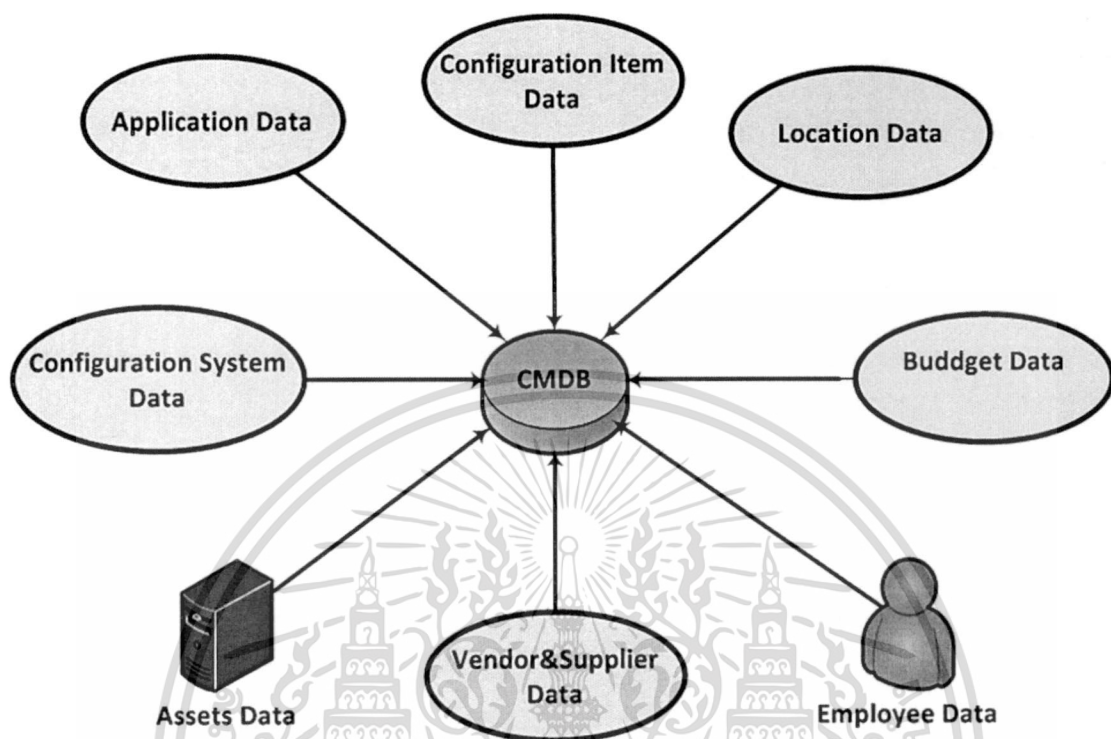 Configuration Item
Data
Application Data
Location Data
Configuration System
Data
CMDB
Buddget Data
Vendor&Supplier
Data
Assets Data
Employee Data